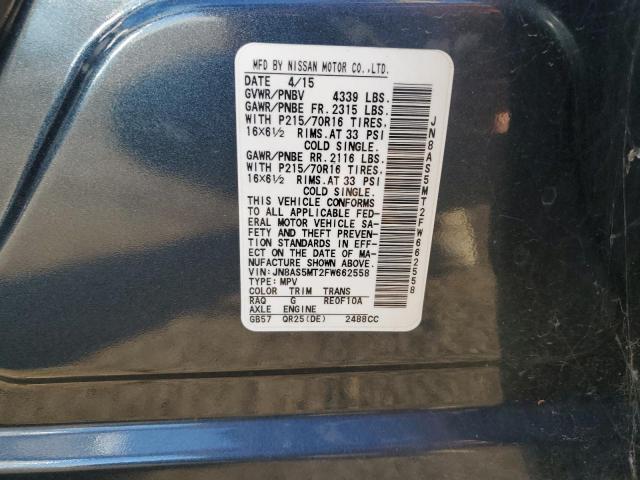 MFD BY NISSAN MOTOR CO.,LTD.
DATE 4/15
GVWR/PNBV 4339 LBS.
GAWR/PNBE FR. 2315 LBS.
WITH P215/70R16 TIRES.
16X6½ RIMS.AT 33 PSI
COLD SINGLE.
GAWR/PNBE RR. 2116 LBS.
WITH P215/70R16 TIRES.
16X6½ RIMS.AT 33 PSI
COLD SINGLE.
THIS VEHICLE CONFORMS
TO ALL APPLICABLE FED-
ERAL MOTOR VEHICLE SA-
FETY AND THEFT PREVEN-
TION STANDARDS IN EFF-
ECT ON THE DATE OF MA-
NUFACTURE SHOWN ABOVE.
VIN: JN8AS5MT2FW662558
TYPE: MPV
COLOR TRIM TRANS
RAQ G RE0F10A
AXLE ENGINE
GB57 QR25(DE) 2488CC
JN8AS5MT2FW662558